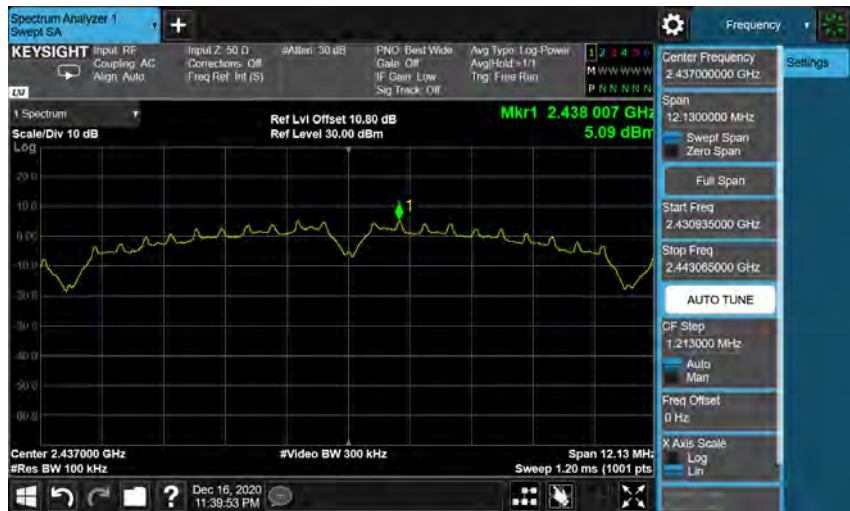 Spectrum Analyzer 1
Swept SA
+
Frequency
KEYSIGHT
Input: RF
Coupling: AC
Align: Auto
Input Z: 50 Ω
Corrections: Off
Freq Ref: Int (S)
#Atten: 30 dB
PNO: Best Wide
Gate: Off
IF Gain: Low
Sig Track: Off
Avg Type: Log-Power
Avg|Hold: >1/1
Trig: Free Run
1 2 3 4 5 6
M W W W W W
P N N N N N
LXI
1 Spectrum
Scale/Div 10 dB
Ref Lvl Offset 10.80 dB
Ref Level 30.00 dBm
Mkr1 2.438 007 GHz
5.09 dBm
Log
20.0
10.0
0.00
-10.0
-20.0
-30.0
-40.0
-50.0
-60.0
1
Center 2.437000 GHz
#Res BW 100 kHz
#Video BW 300 kHz
Span 12.13 MHz
Sweep 1.20 ms (1001 pts
Center Frequency
2.437000000 GHz
Settings
Span
12.1300000 MHz
Swept Span
Zero Span
Full Span
Start Freq
2.430935000 GHz
Stop Freq
2.443065000 GHz
AUTO TUNE
CF Step
1.213000 MHz
Auto
Man
Freq Offset
0 Hz
X Axis Scale
Log
Lin
?
Dec 16, 2020
11:39:53 PM